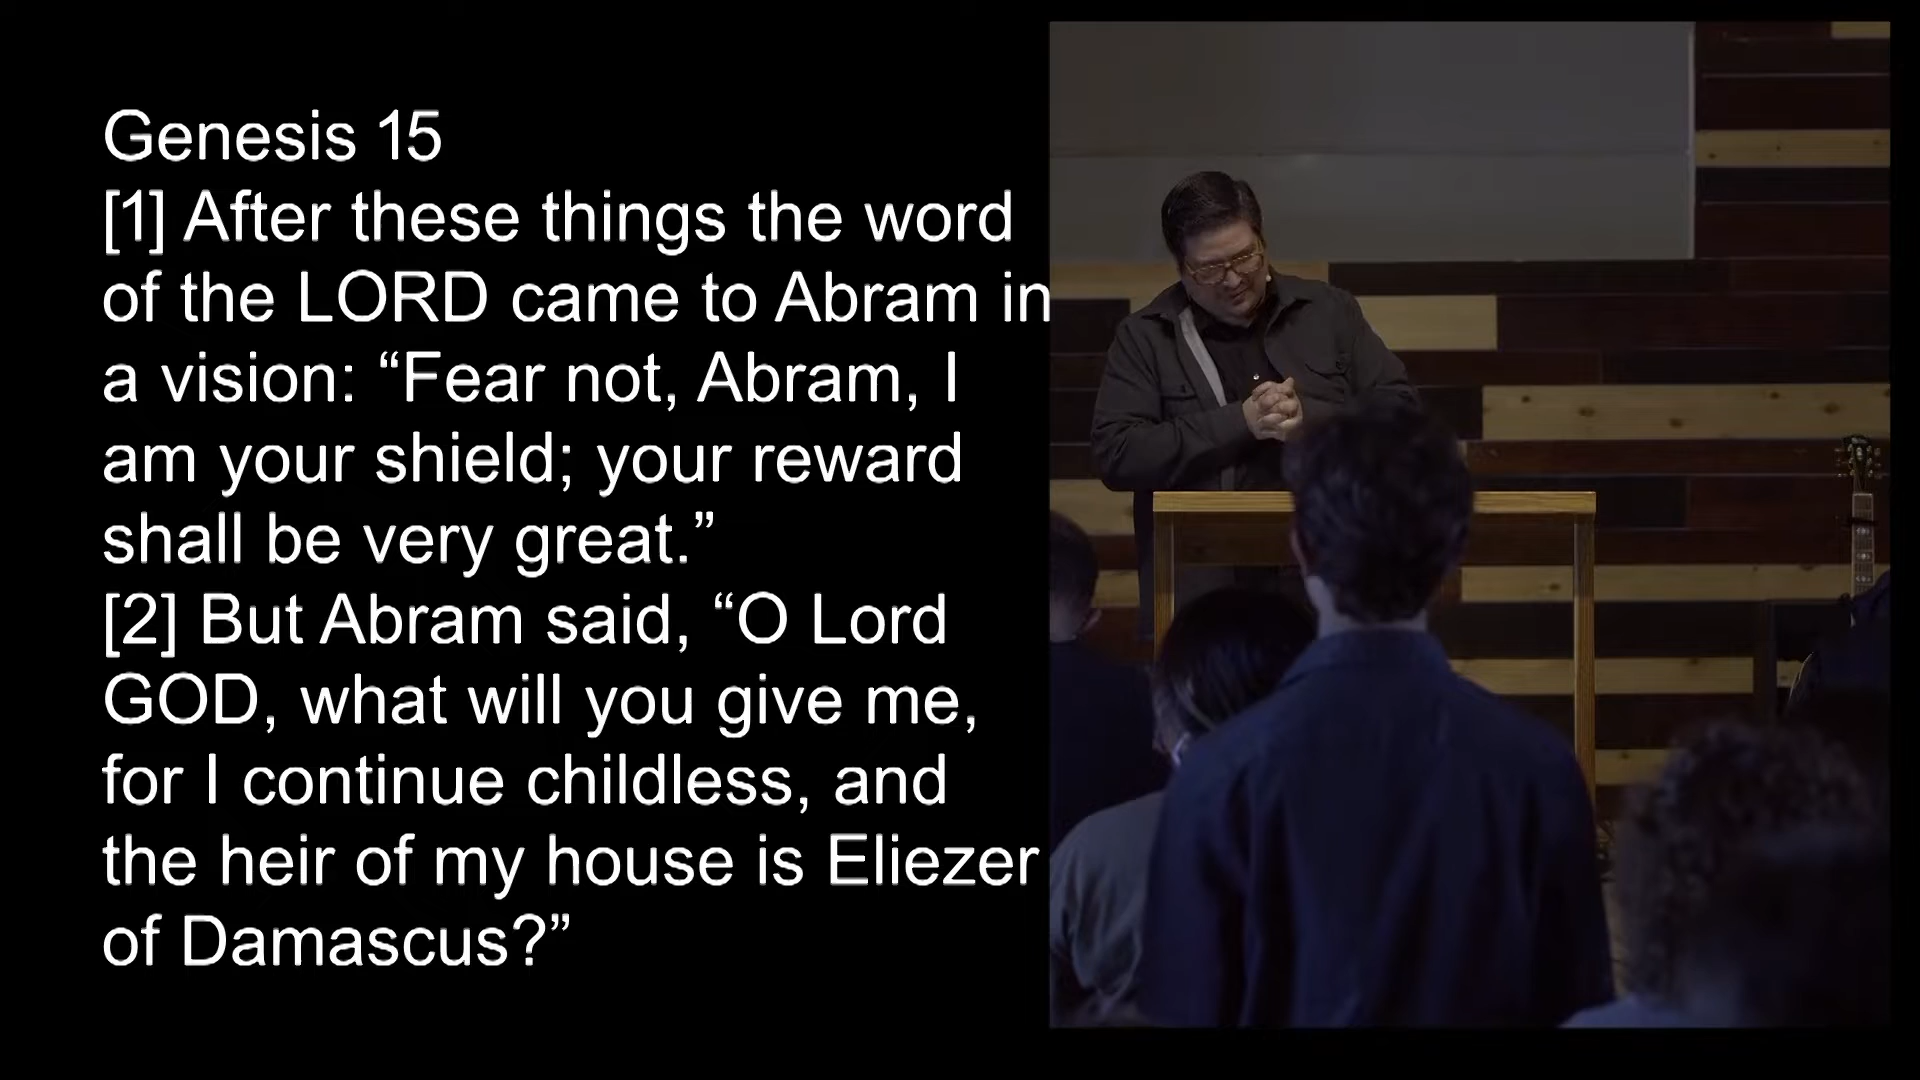 Genesis 15
[1] After these things the word
of the LORD came to Abram in
a vision: “Fear not, Abram, I
am your shield; your reward
shall be very great.”
[2] But Abram said, “O Lord
GOD, what will you give me,
for I continue childless, and
the heir of my house is Eliezer
of Damascus?”